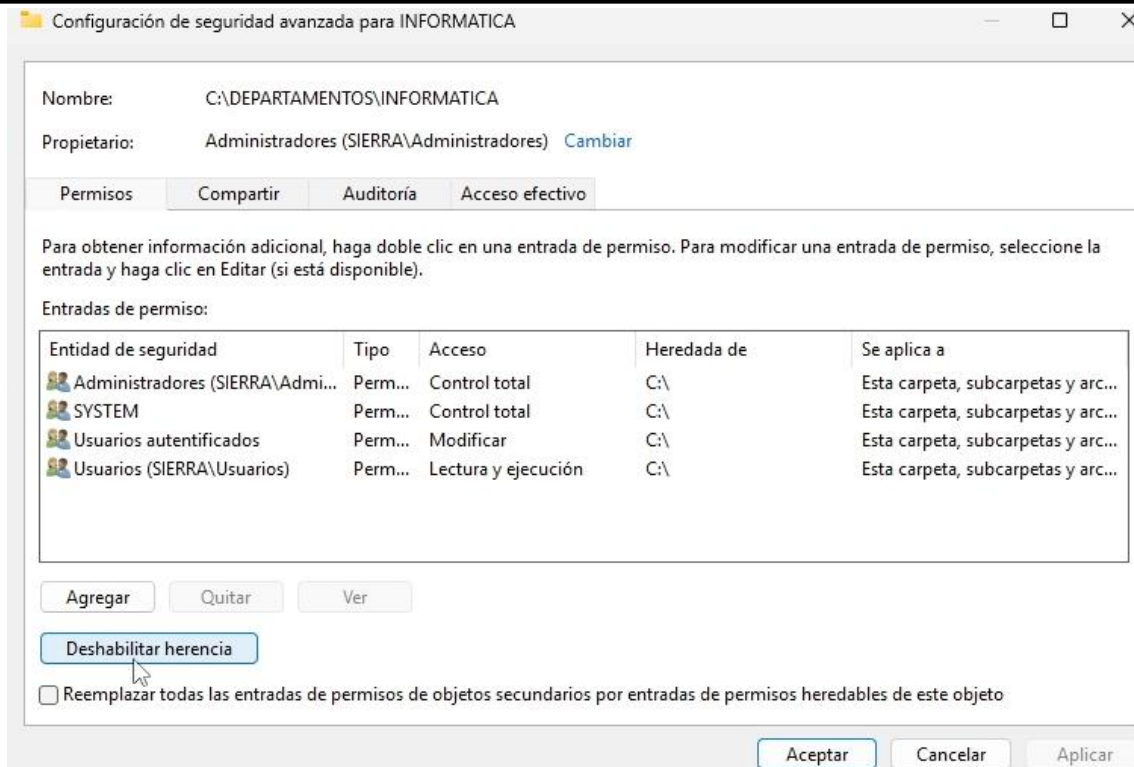 Configuración de seguridad avanzada para INFORMATICA
Nombre: C:\DEPARTAMENTOS\INFORMATICA
Propietario: Administradores (SIERRA\Administradores) Cambiar
Permisos Compartir Auditoría Acceso efectivo
Para obtener información adicional, haga doble clic en una entrada de permiso. Para modificar una entrada de permiso, seleccione la
entrada y haga clic en Editar (si está disponible).
Entradas de permiso:
Entidad de seguridad Tipo Acceso Heredada de Se aplica a
Administradores (SIERRA\Admi... Perm... Control total C:\ Esta carpeta, subcarpetas y arc...
SYSTEM Perm... Control total C:\ Esta carpeta, subcarpetas y arc...
Usuarios autentificados Perm... Modificar C:\ Esta carpeta, subcarpetas y arc...
Usuarios (SIERRA\Usuarios) Perm... Lectura y ejecución C:\ Esta carpeta, subcarpetas y arc...
Agregar Quitar Ver
Deshabilitar herencia
Reemplazar todas las entradas de permisos de objetos secundarios por entradas de permisos heredables de este objeto
Aceptar Cancelar Aplicar